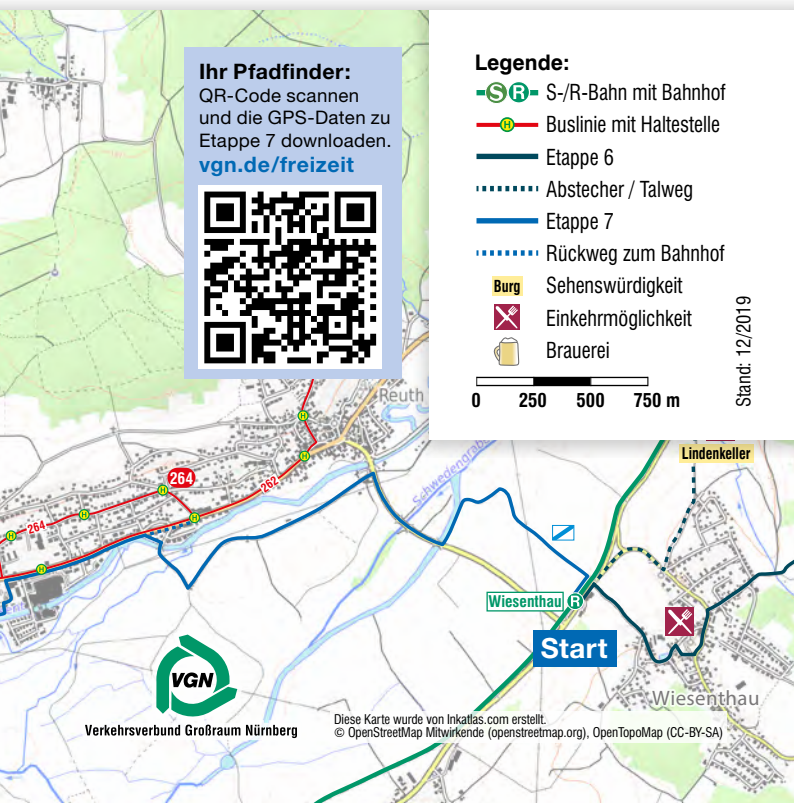 Ihr Pfadfinder:
QR-Code scannen
und die GPS-Daten zu
Etappe 7 downloaden.
vgn.de/freizeit
Legende:
S R S-/R-Bahn mit Bahnhof
H Buslinie mit Haltestelle
Etappe 6
Abstecher / Talweg
Etappe 7
Rückweg zum Bahnhof
Burg Sehenswürdigkeit
Einkehrmöglichkeit
Brauerei
0 250 500 750 m
Stand: 12/2019
Reuth
H
H
Lindenkeller
264
262
H
H
H
264
H
H
Schwedengraben
Wiesenthau R
Start
Wiesenthau
VGN
Verkehrsverbund Großraum Nürnberg
Diese Karte wurde von Inkatlas.com erstellt.
© OpenStreetMap Mitwirkende (openstreetmap.org), OpenTopoMap (CC-BY-SA)